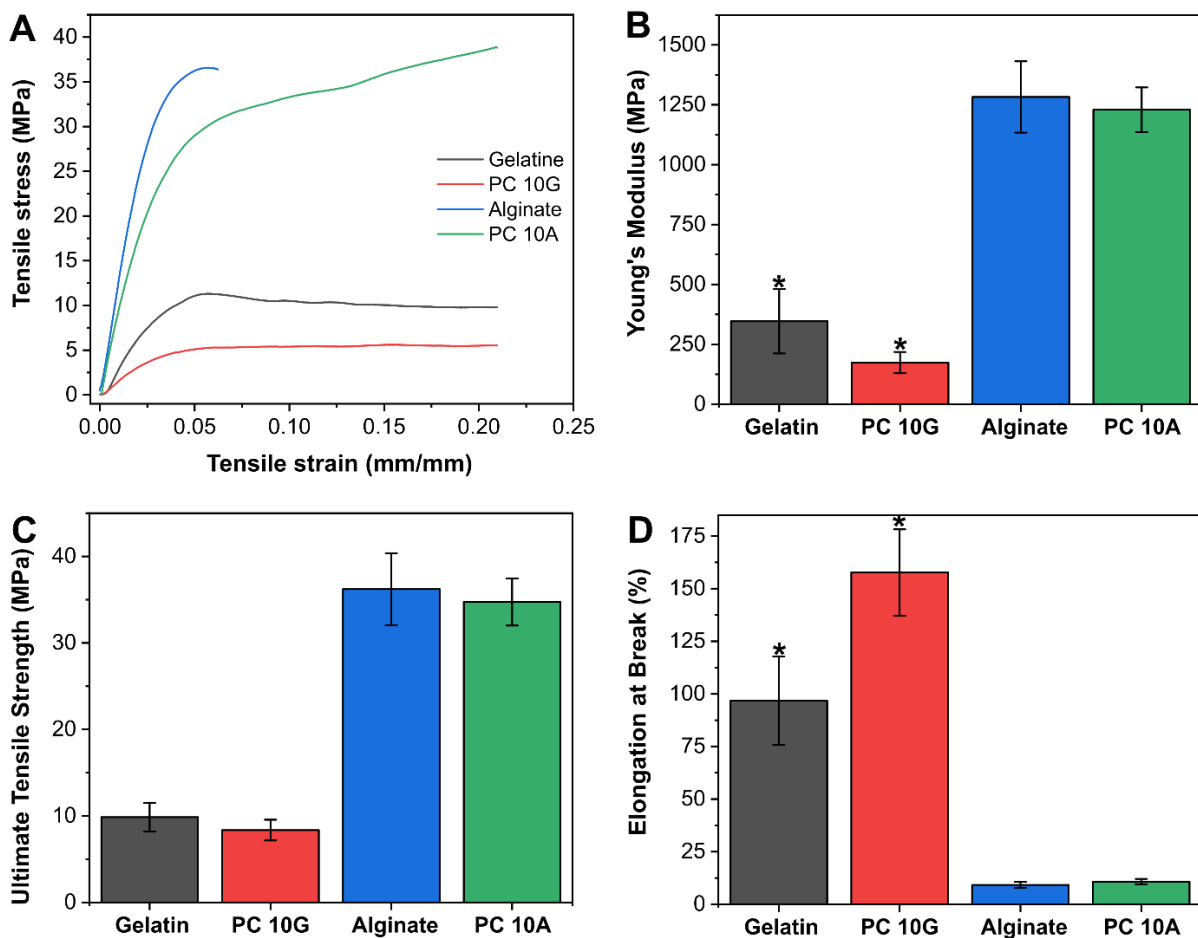 A
Tensile stress (MPa)
40
35
30
25
20
15
10
5
0
Gelatine
PC 10G
Alginate
PC 10A
0.00 0.05 0.10 0.15 0.20 0.25
Tensile strain (mm/mm)
B
Young's Modulus (MPa)
1500
1250
1000
750
500
250
0
*
*
Gelatin PC 10G Alginate PC 10A
C
Ultimate Tensile Strength (MPa)
40
30
20
10
0
Gelatin PC 10G Alginate PC 10A
D
Elongation at Break (%)
175
150
125
100
75
50
25
0
*
*
Gelatin PC 10G Alginate PC 10A